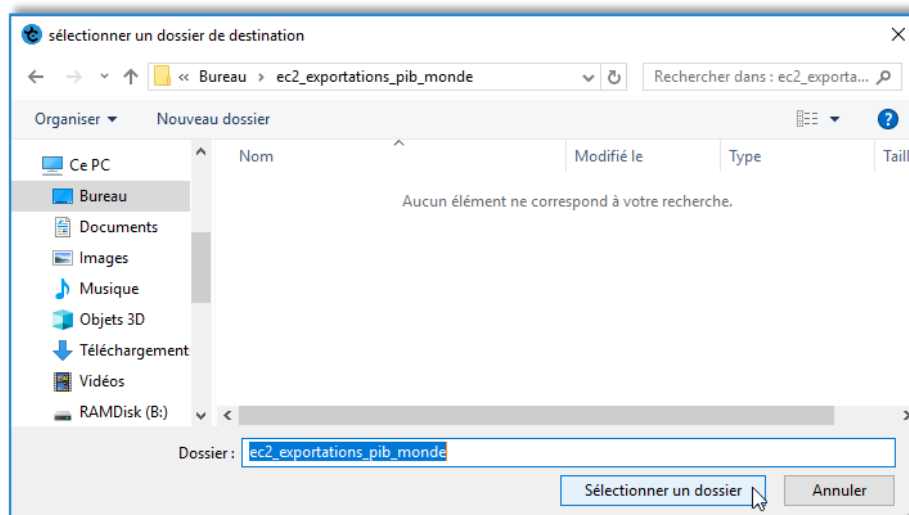 sélectionner un dossier de destination
« Bureau > ec2_exportations_pib_monde
Rechercher dans : ec2_exporta...
Organiser
Nouveau dossier
?
Nom
Modifié le
Type
Taill
Ce PC
Aucun élément ne correspond à votre recherche.
Bureau
Documents
Images
Musique
Objets 3D
Téléchargement
Vidéos
RAMDisk (B:)
Dossier : ec2_exportations_pib_monde
Sélectionner un dossier
Annuler